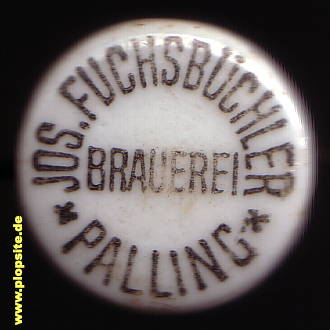 JOS. FUCHSBÜCHLER
BRAUEREI
* PALLING *
www.plopsite.de